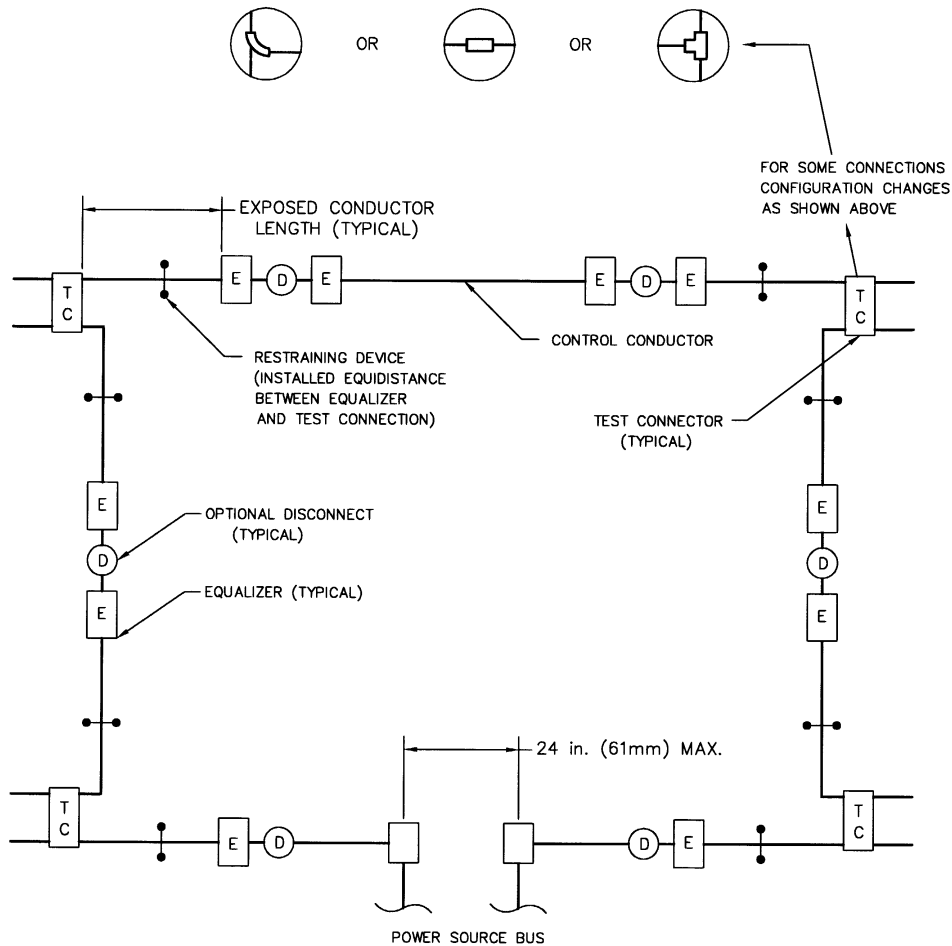 OR
OR
FOR SOME CONNECTIONS
CONFIGURATION CHANGES
AS SHOWN ABOVE
EXPOSED CONDUCTOR
LENGTH (TYPICAL)
E
D
E
E
D
E
T
C
T
C
CONTROL CONDUCTOR
RESTRAINING DEVICE
(INSTALLED EQUIDISTANCE
BETWEEN EQUALIZER
AND TEST CONNECTION)
TEST CONNECTOR
(TYPICAL)
E
E
OPTIONAL DISCONNECT
(TYPICAL)
D
D
EQUALIZER (TYPICAL)
E
E
24 in. (61mm) MAX.
T
C
T
C
E
D
D
E
POWER SOURCE BUS